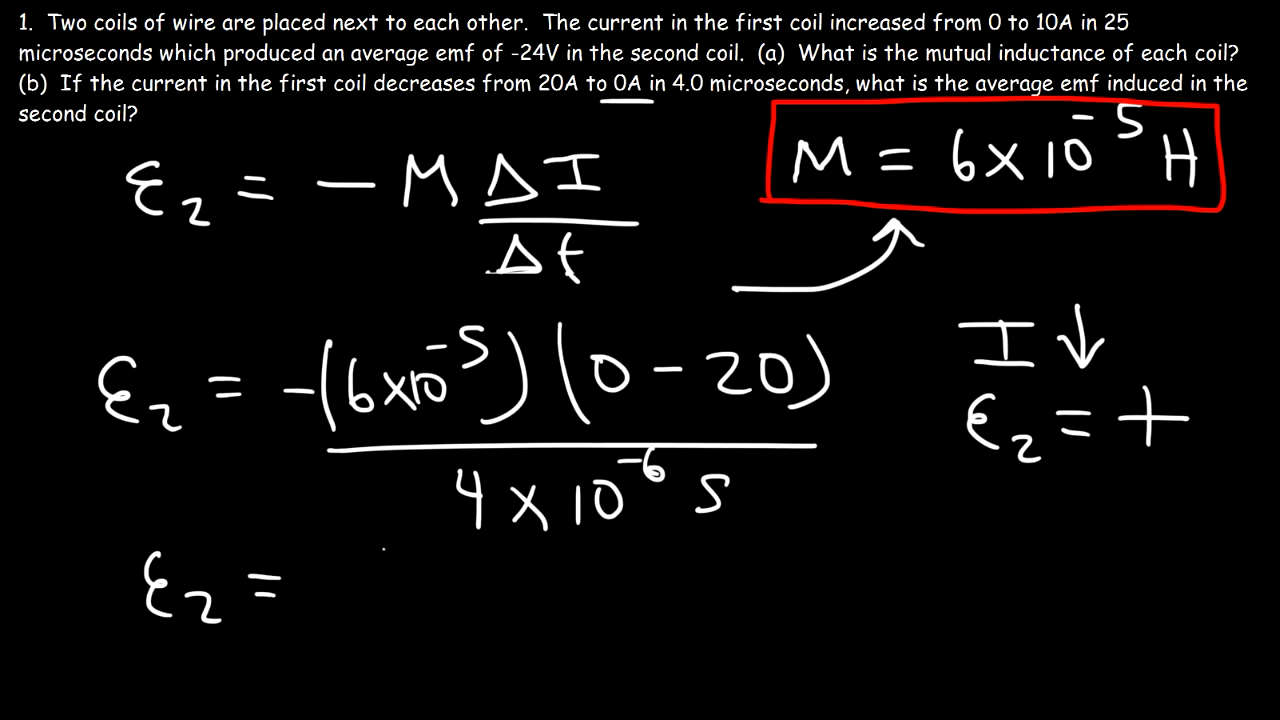 1. Two coils of wire are placed next to each other. The current in the first coil increased from 0 to 10A in 25
microseconds which produced an average emf of -24V in the second coil. (a) What is the mutual inductance of each coil?
(b) If the current in the first coil decreases from 20A to 0A in 4.0 microseconds, what is the average emf induced in the
second coil?
M = 6×10⁻⁵ H
ε₂ = − M ΔI
Δt
I ↓
ε₂ = −(6×10⁻⁵)(0 − 20)
4 × 10⁻⁶ s
ε₂ = +
ε₂ =